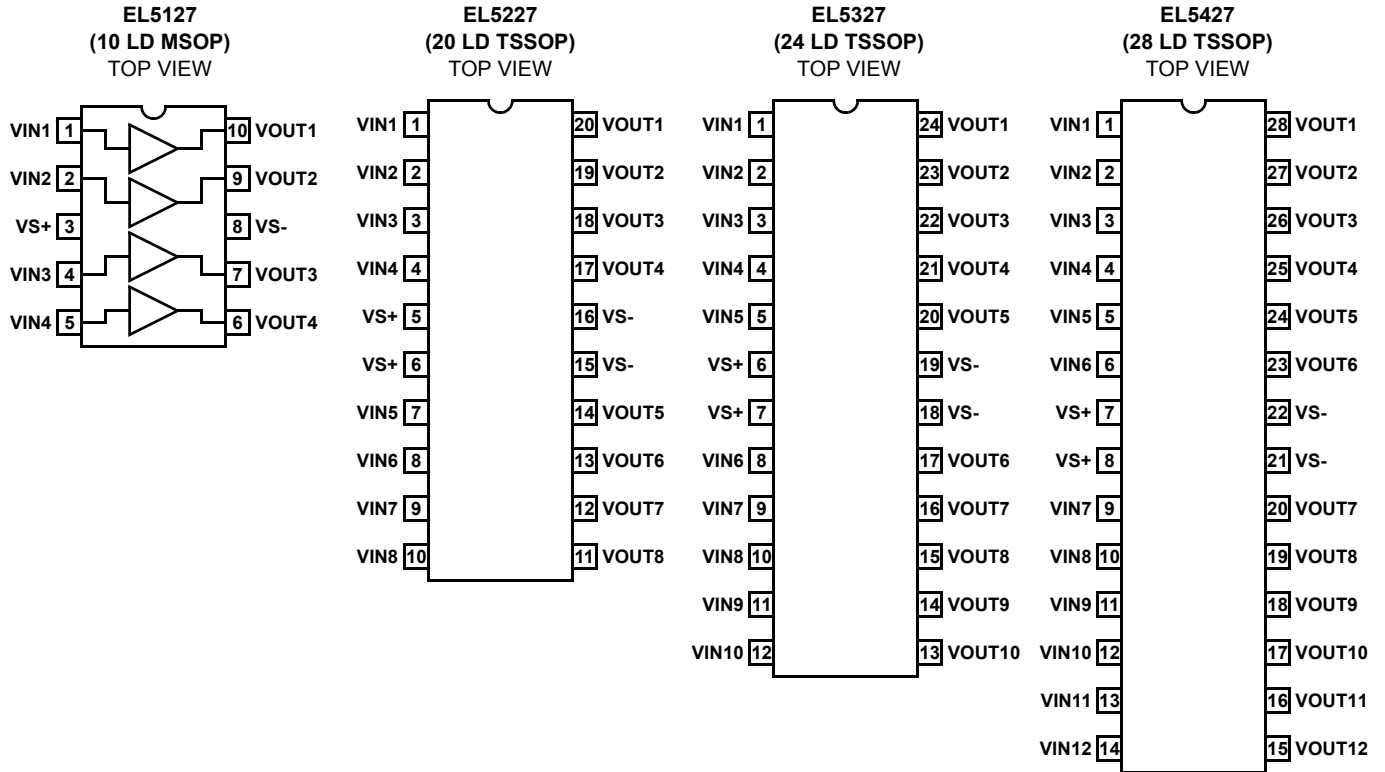 EL5127
(10 LD MSOP)
TOP VIEW
VIN1 1 10 VOUT1
VIN2 2 9 VOUT2
VS+ 3 8 VS-
VIN3 4 7 VOUT3
VIN4 5 6 VOUT4
EL5227
(20 LD TSSOP)
TOP VIEW
VIN1 1 20 VOUT1
VIN2 2 19 VOUT2
VIN3 3 18 VOUT3
VIN4 4 17 VOUT4
VS+ 5 16 VS-
VS+ 6 15 VS-
VIN5 7 14 VOUT5
VIN6 8 13 VOUT6
VIN7 9 12 VOUT7
VIN8 10 11 VOUT8
EL5327
(24 LD TSSOP)
TOP VIEW
VIN1 1 24 VOUT1
VIN2 2 23 VOUT2
VIN3 3 22 VOUT3
VIN4 4 21 VOUT4
VIN5 5 20 VOUT5
VS+ 6 19 VS-
VS+ 7 18 VS-
VIN6 8 17 VOUT6
VIN7 9 16 VOUT7
VIN8 10 15 VOUT8
VIN9 11 14 VOUT9
VIN10 12 13 VOUT10
EL5427
(28 LD TSSOP)
TOP VIEW
VIN1 1 28 VOUT1
VIN2 2 27 VOUT2
VIN3 3 26 VOUT3
VIN4 4 25 VOUT4
VIN5 5 24 VOUT5
VIN6 6 23 VOUT6
VS+ 7 22 VS-
VS+ 8 21 VS-
VIN7 9 20 VOUT7
VIN8 10 19 VOUT8
VIN9 11 18 VOUT9
VIN10 12 17 VOUT10
VIN11 13 16 VOUT11
VIN12 14 15 VOUT12